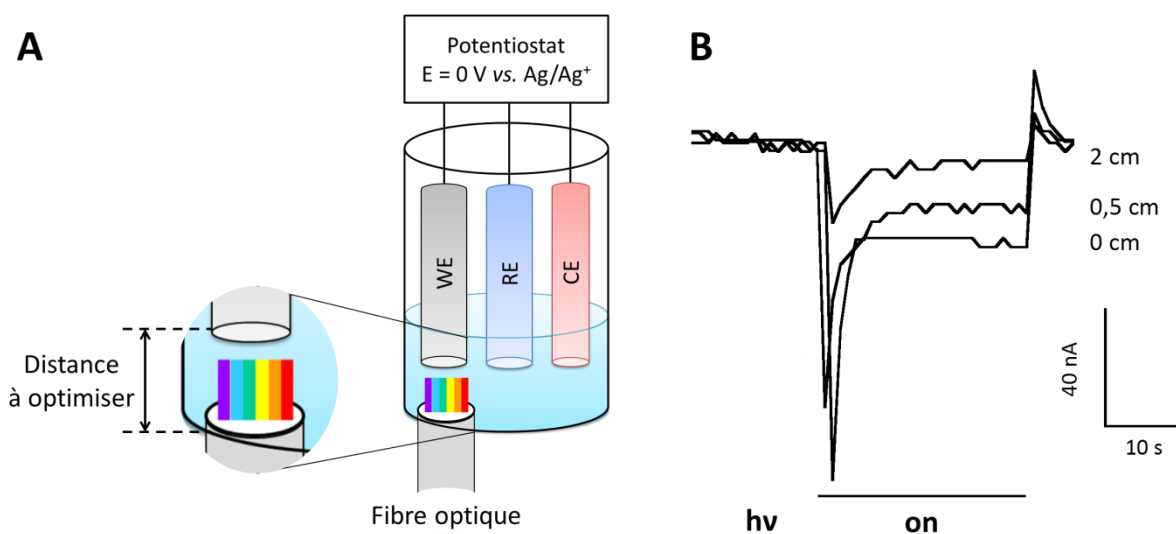 A
Potentiostat
E = 0 V vs. Ag/Ag⁺
WE
RE
CE
Distance
à optimiser
Fibre optique
B
2 cm
0,5 cm
0 cm
40 nA
10 s
hν
on